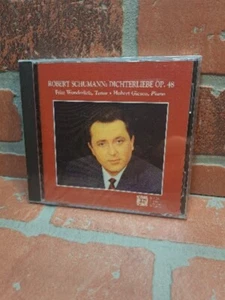 ROBERT SCHUMANN: DICHTERLIEBE OP. 48
Fritz Wunderlich, Tenor • Hubert Giesen, Piano